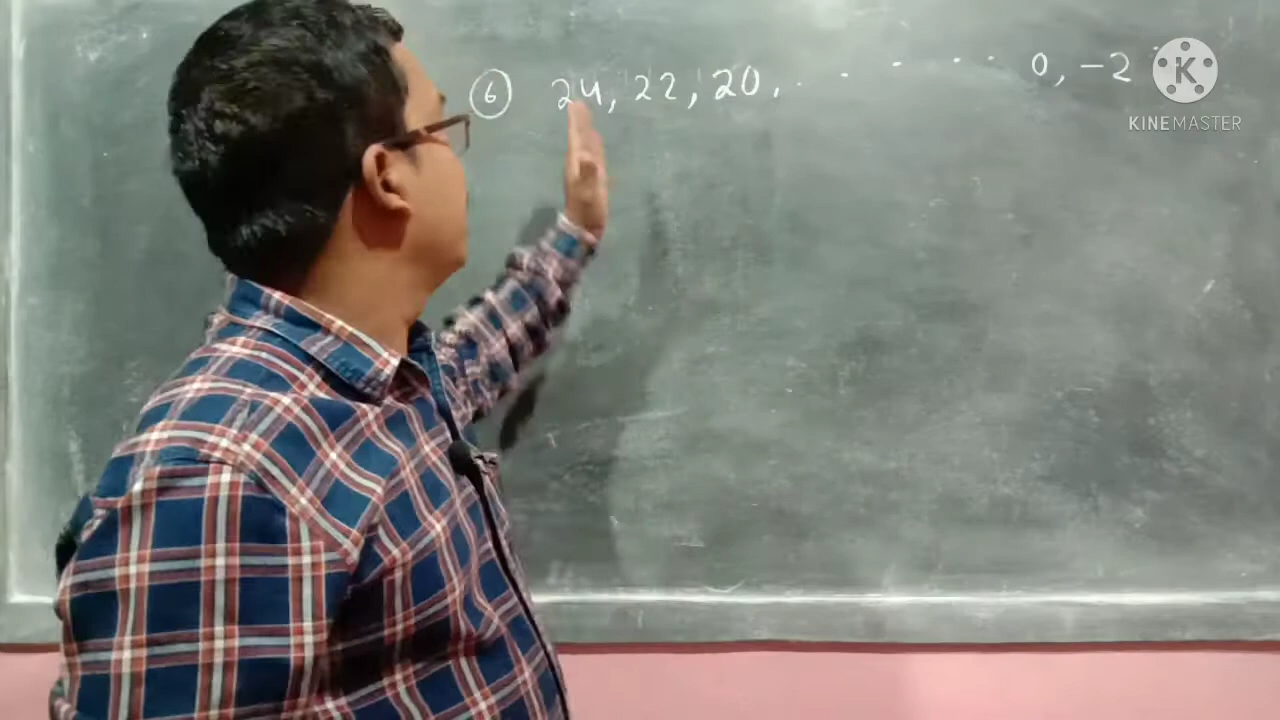 ⑥ 24, 22, 20, . . . . . . 0, -2
K
KINEMASTER